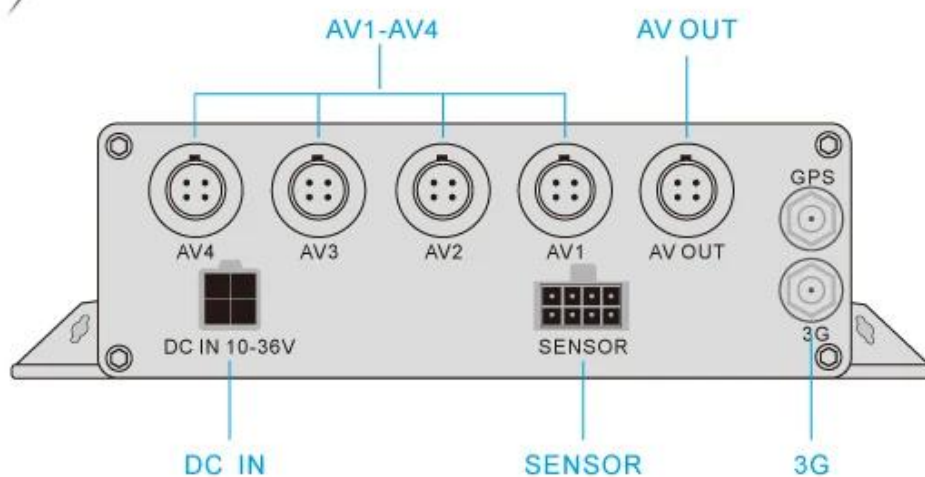 AV1-AV4 AV OUT
GPS
AV4 AV3 AV2 AV1 AV OUT
DC IN 10-36V SENSOR 3G
DC IN SENSOR 3G